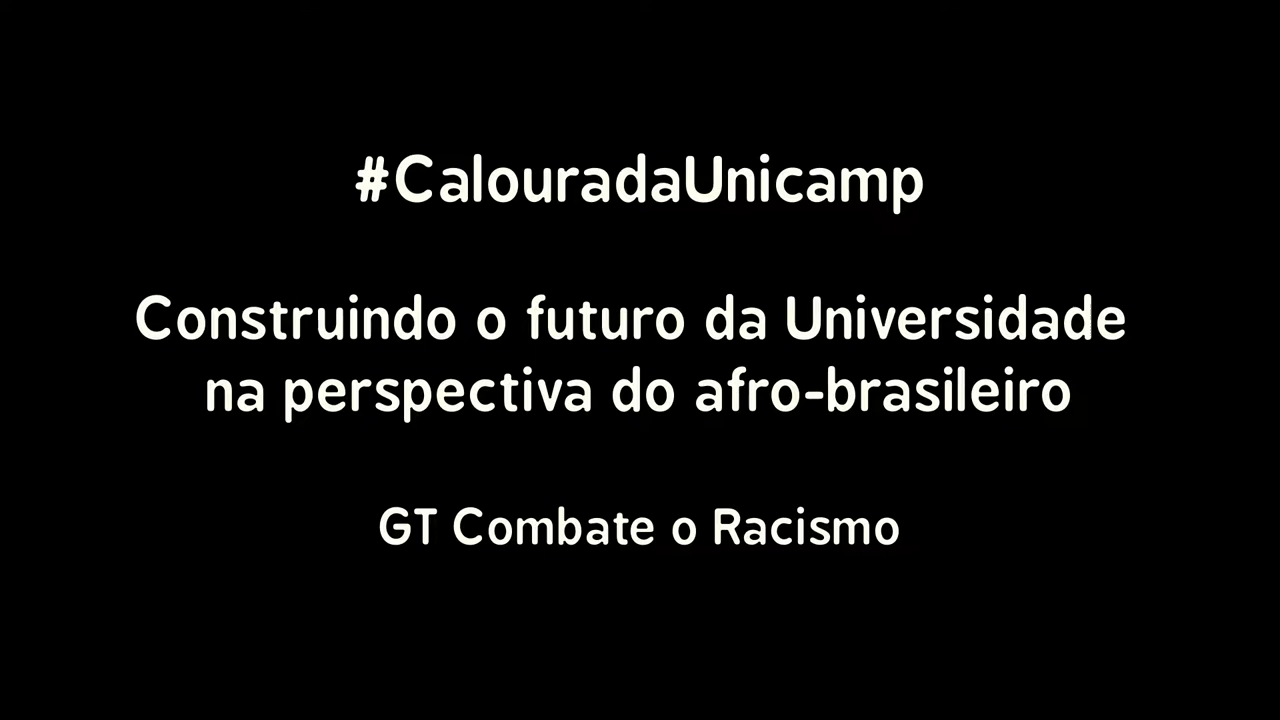 #CalouradaUnicamp
Construindo o futuro da Universidade
na perspectiva do afro-brasileiro
GT Combate o Racismo